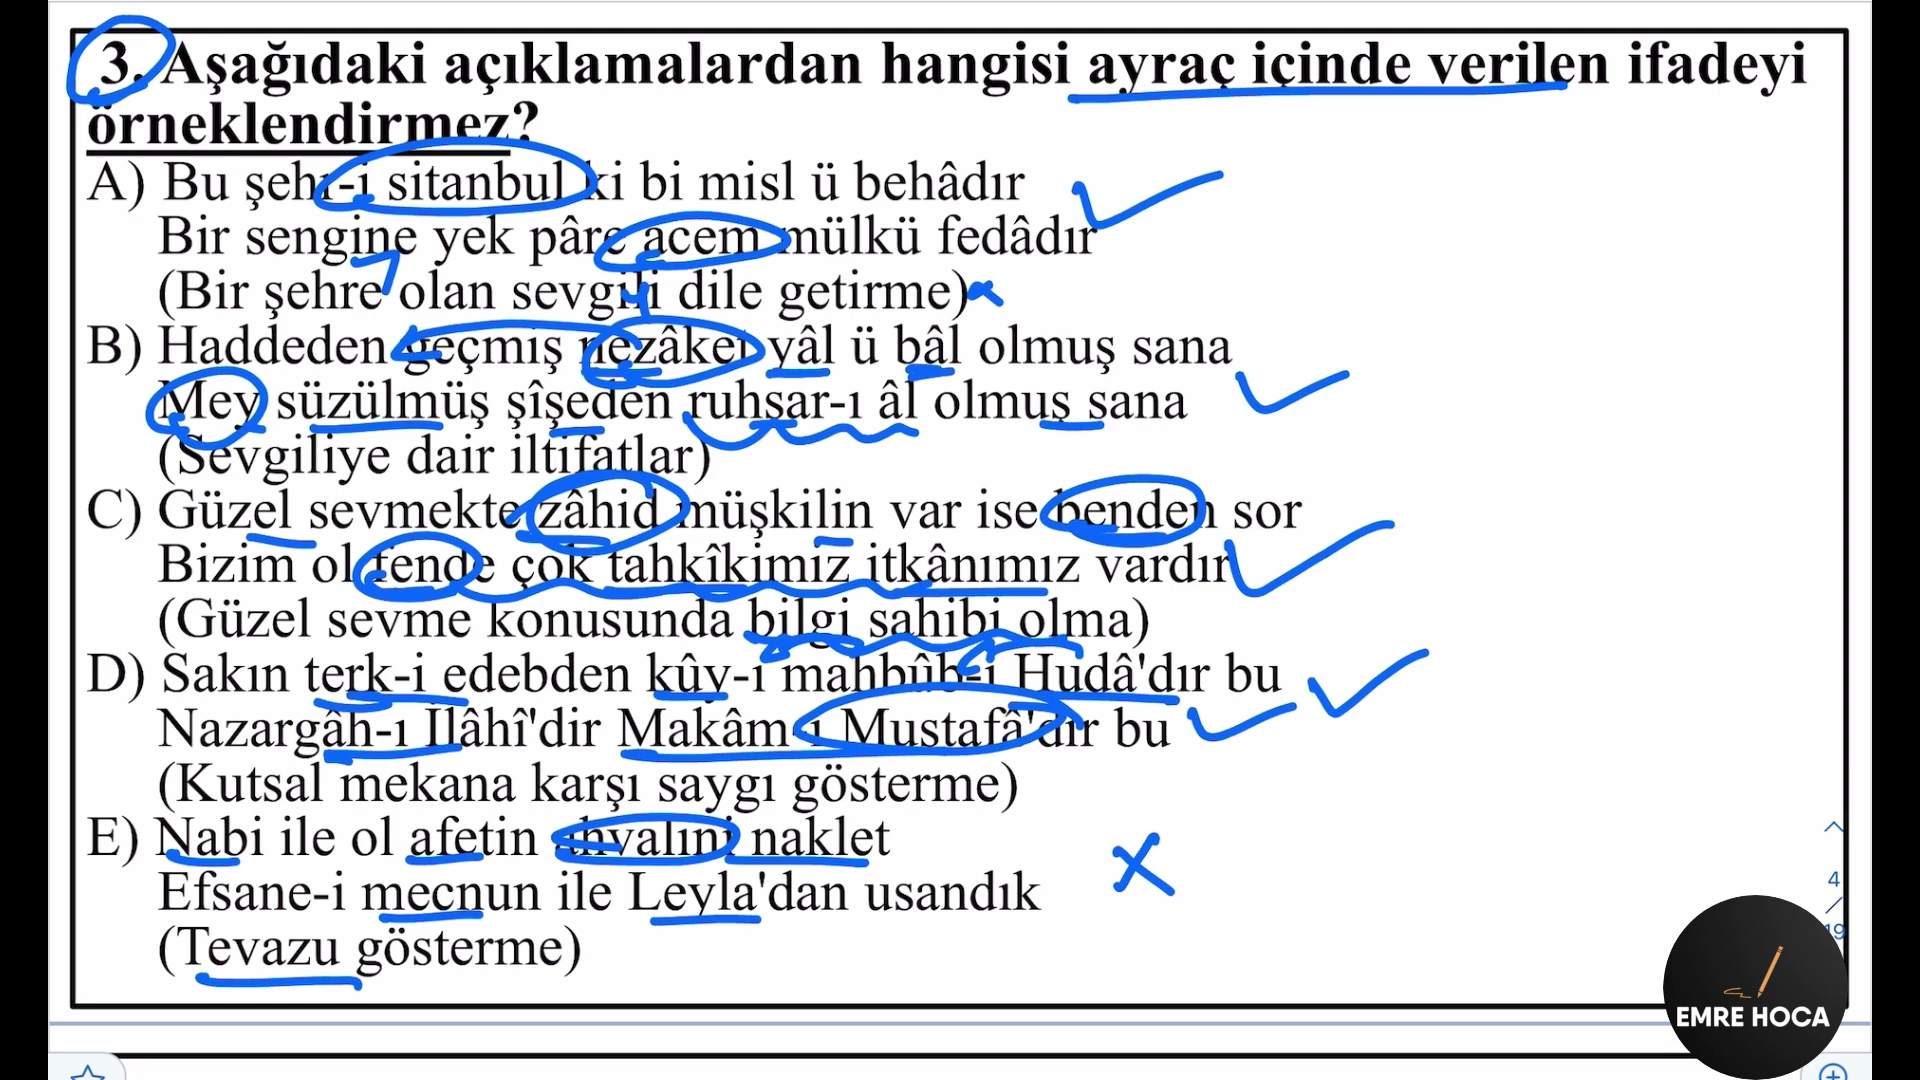 3. Aşağıdaki açıklamalardan hangisi ayraç içinde verilen ifadeyi
örneklendirmez?
A) Bu şehr-i sitanbul ki bi misl ü behâdır
Bir sengine yek pâre acem mülkü fedâdır
(Bir şehre olan sevgili dile getirme)
B) Haddeden geçmiş nezâket yâl ü bâl olmuş sana
Mey süzülmüş şîşeden ruhsar-ı âl olmuş sana
(Sevgiliye dair iltifatlar)
C) Güzel sevmekte zâhid müşkilin var ise benden sor
Bizim ol fende çok tahkîkimiz itkânımız vardır
(Güzel sevme konusunda bilgi sahibi olma)
D) Sakın terk-i edebden kûy-ı mahbûb-i Hudâ'dır bu
Nazargâh-ı İlâhî'dir Makâm-ı Mustafâ'dır bu
(Kutsal mekana karşı saygı gösterme)
E) Nabi ile ol afetin ahvalini naklet
Efsane-i mecnun ile Leyla'dan usandık
(Tevazu gösterme)
4
/
19
EMRE HOCA